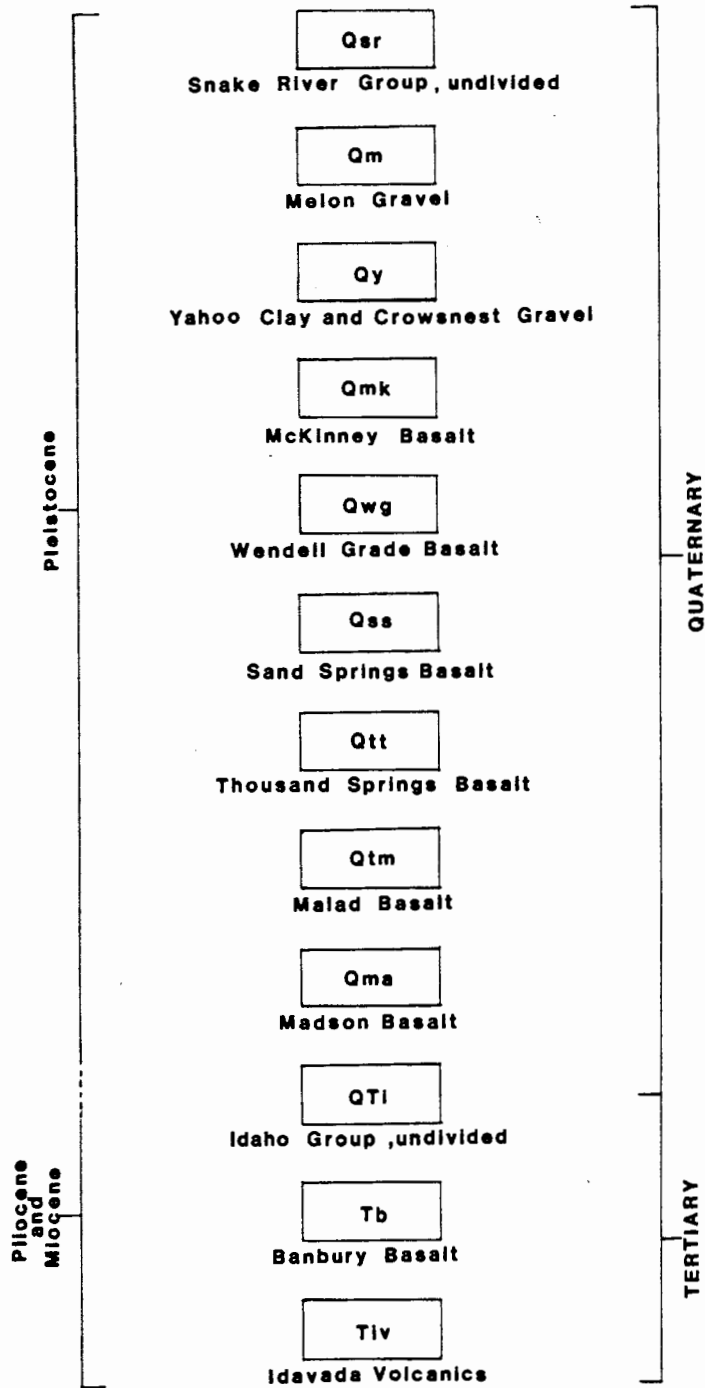 Qsr
Snake River Group, undivided
Qm
Melon Gravel
Qy
Yahoo Clay and Crowsnest Gravel
Qmk
McKinney Basalt
Pleistocene
Qwg
Wendell Grade Basalt
QUATERNARY
Qss
Sand Springs Basalt
Qtt
Thousand Springs Basalt
Qtm
Malad Basalt
Qma
Madson Basalt
QTi
Idaho Group ,undivided
Pliocene
and
Miocene
Tb
Banbury Basalt
TERTIARY
Tiv
Idavada Volcanics